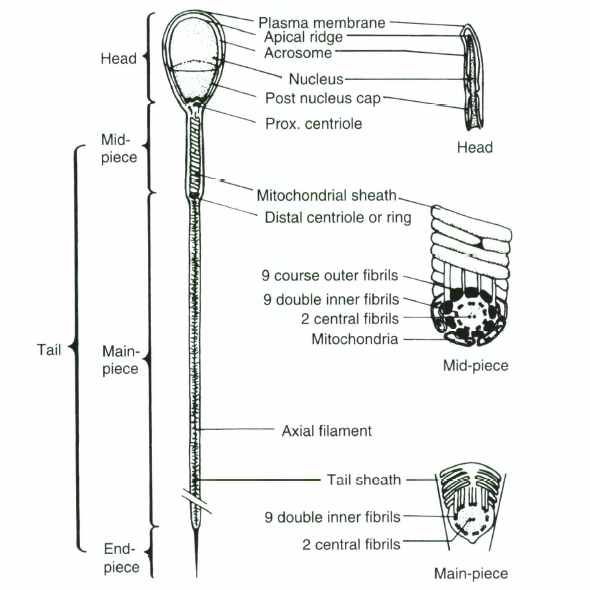 Plasma membrane
Apical ridge
Acrosome
Head
Nucleus
Post nucleus cap
Prox. centriole
Head
Mid-
piece
Mitochondrial sheath
Distal centriole or ring
9 course outer fibrils
9 double inner fibrils
2 central fibrils
Mitochondria
Mid-piece
Tail
Main-
piece
Axial filament
Tail sheath
9 double inner fibrils
2 central fibrils
End-
piece
Main-piece